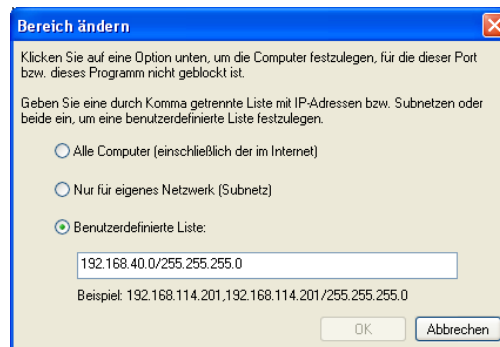 Bereich ändern
Klicken Sie auf eine Option unten, um die Computer festzulegen, für die dieser Port
bzw. dieses Programm nicht geblockt ist.
Geben Sie eine durch Komma getrennte Liste mit IP-Adressen bzw. Subnetzen oder
beide ein, um eine benutzerdefinierte Liste festzulegen.
Alle Computer (einschließlich der im Internet)
Nur für eigenes Netzwerk (Subnetz)
Benutzerdefinierte Liste:
192.168.40.0/255.255.255.0
Beispiel: 192.168.114.201,192.168.114.201/255.255.255.0
OK Abbrechen